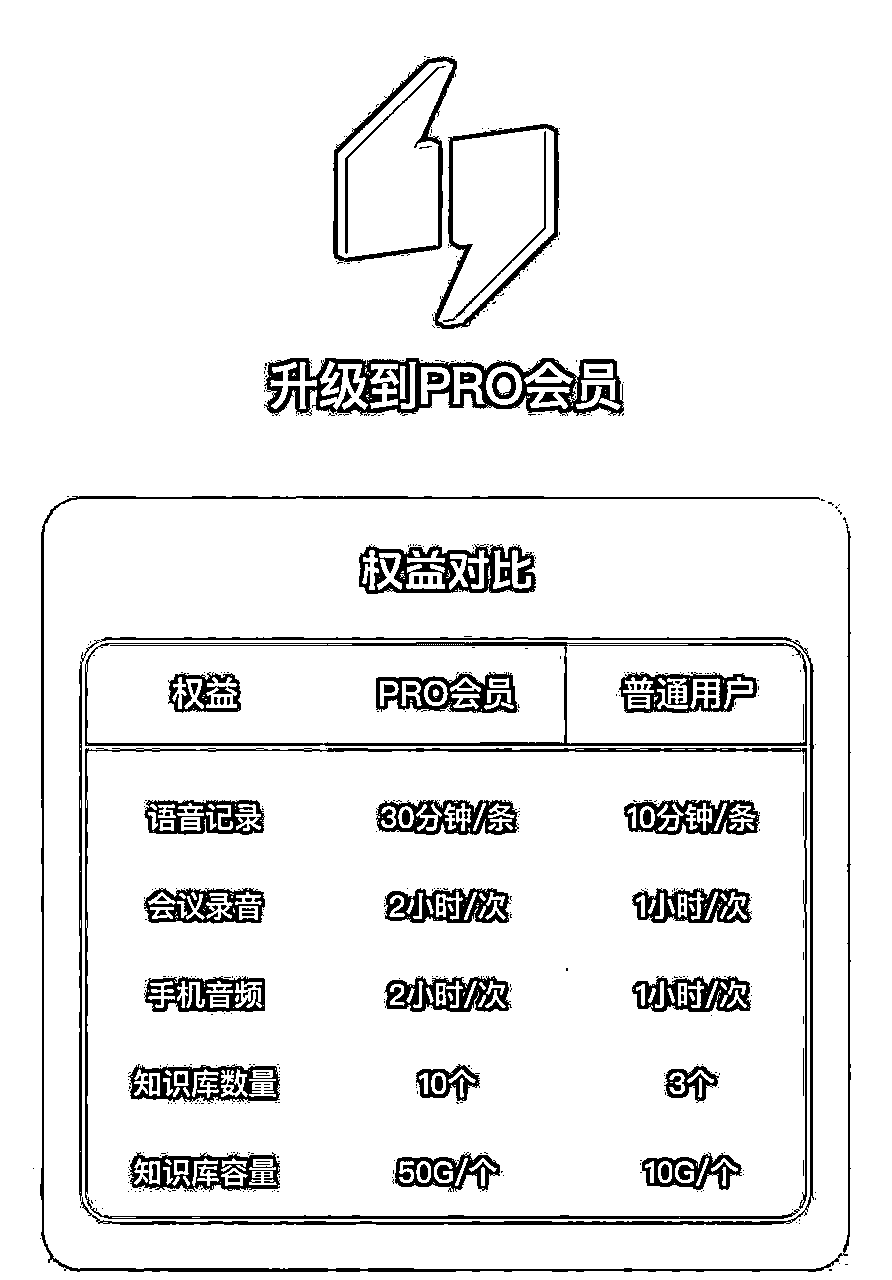 升级到PRO会员
权益对比
权益 PRO会员 普通用户
语音记录 30分钟/条 10分钟/条
会议录音 2小时/次 1小时/次
手机音频 2小时/次 1小时/次
知识库数量 10个 3个
知识库容量 50G/个 10G/个